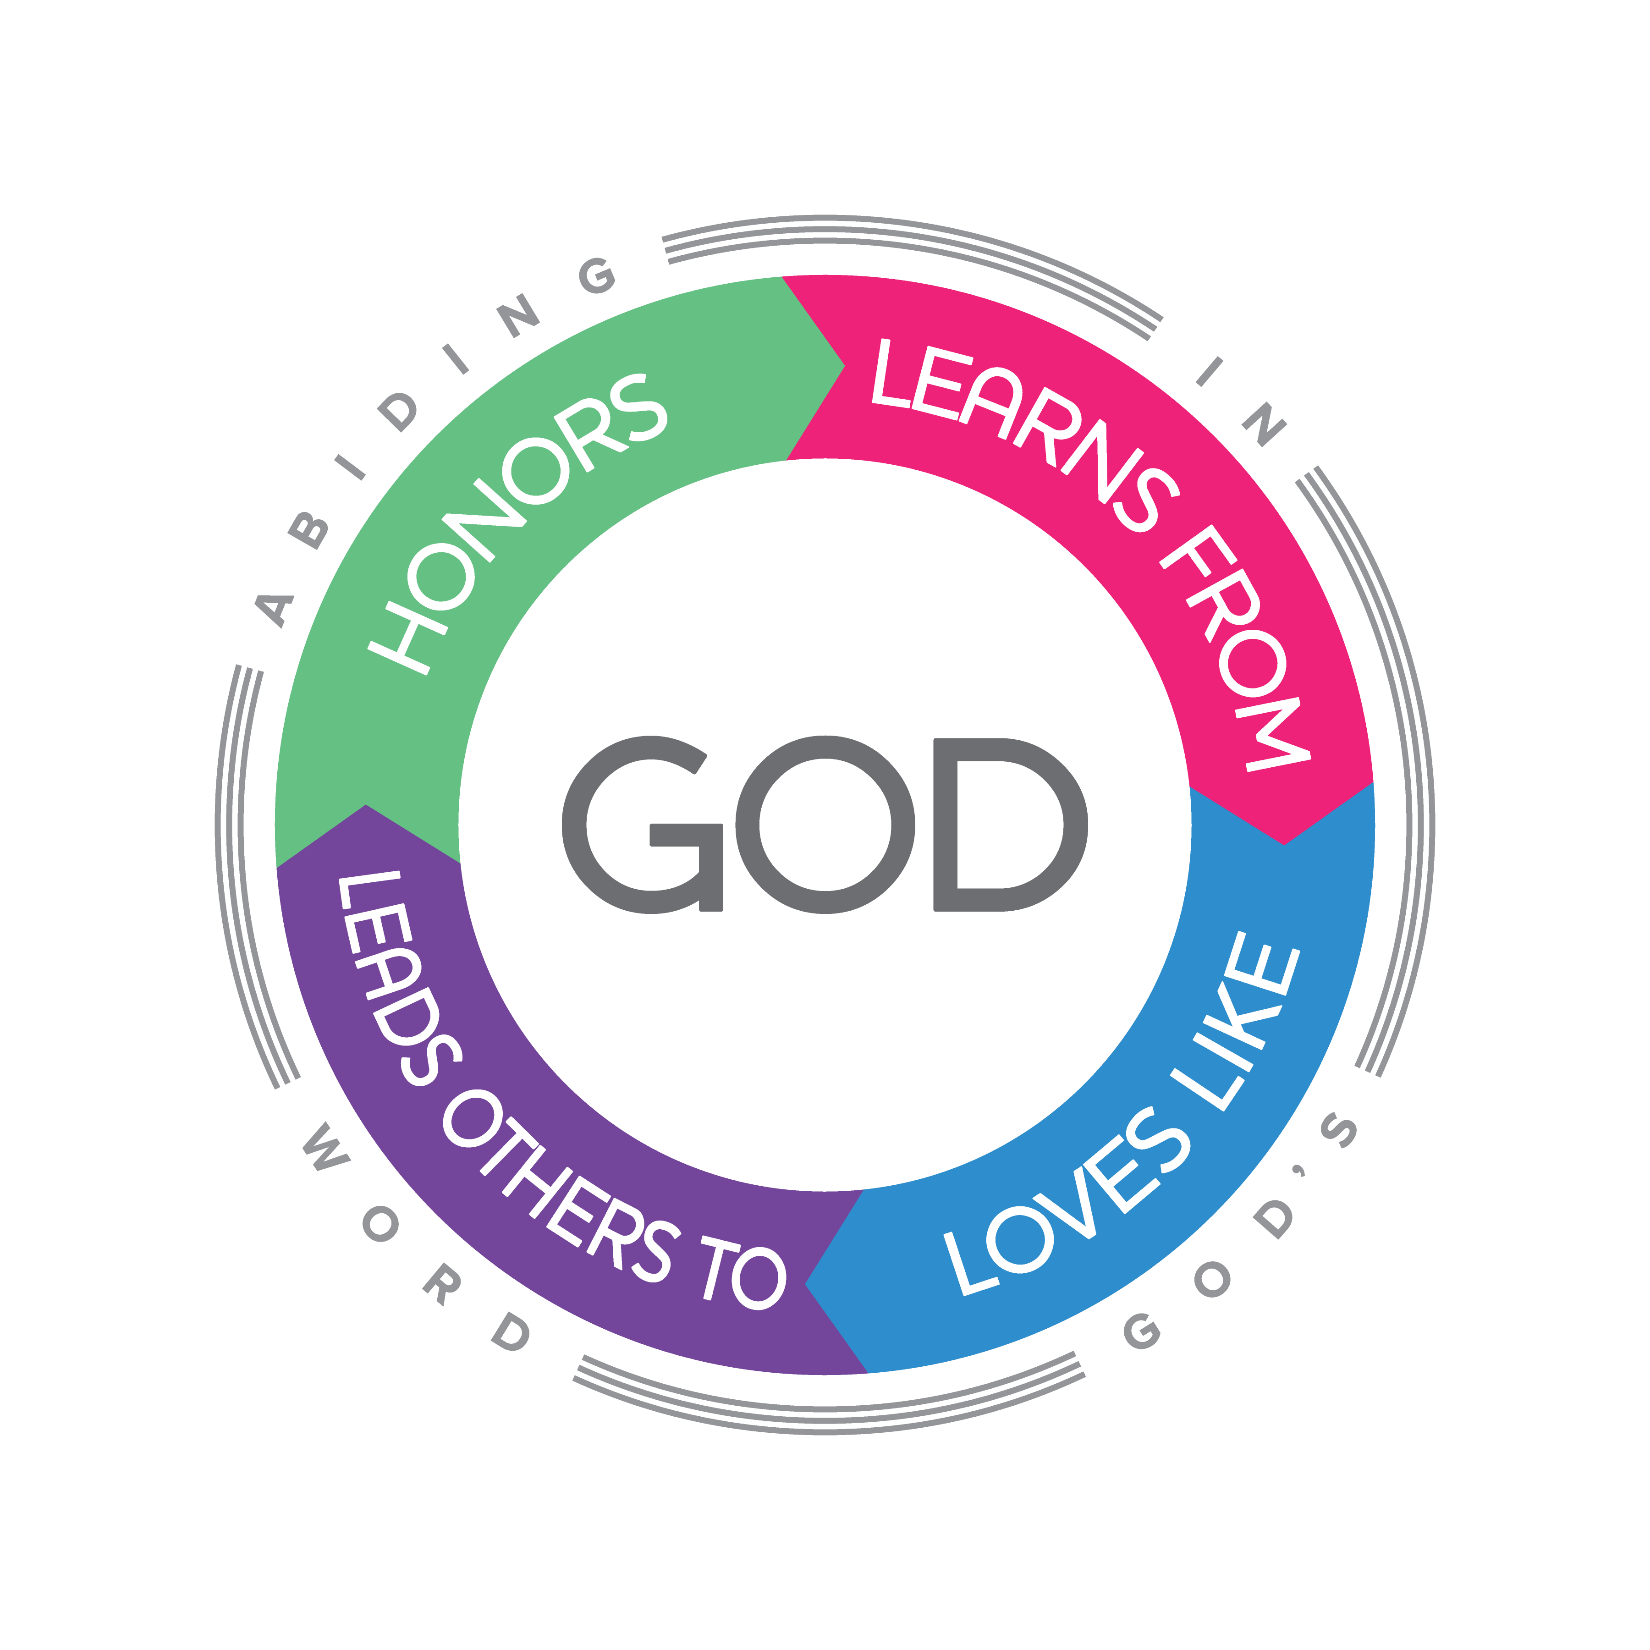 ABIDING IN GOD'S WORD
HONORS
LEARNS FROM
LOVES LIKE
LEADS OTHERS TO
GOD